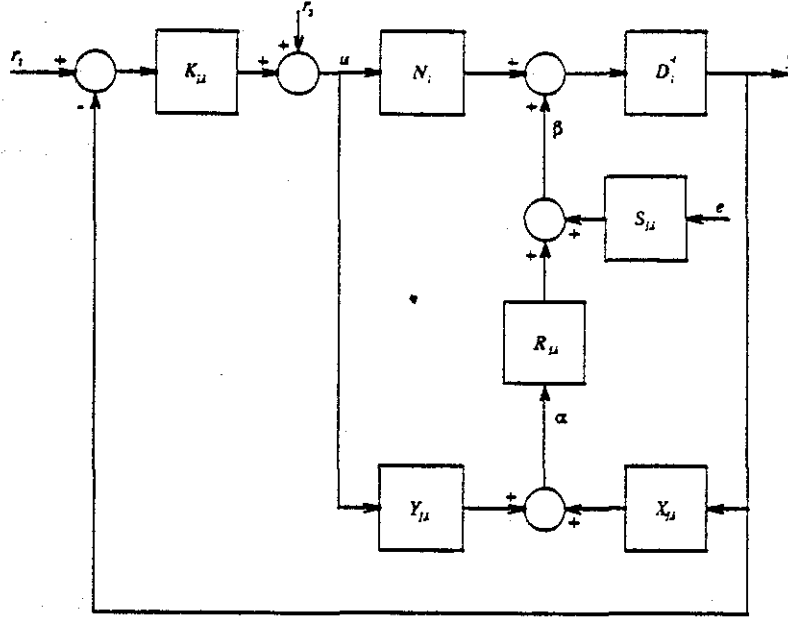 r₁ + - K_{i,i} + + r₂ u N_i + + β D_i^{-1}
S_{i,i} e
+ +
R_{i,i}
α
Y_{i,i} + + X_{i,i}